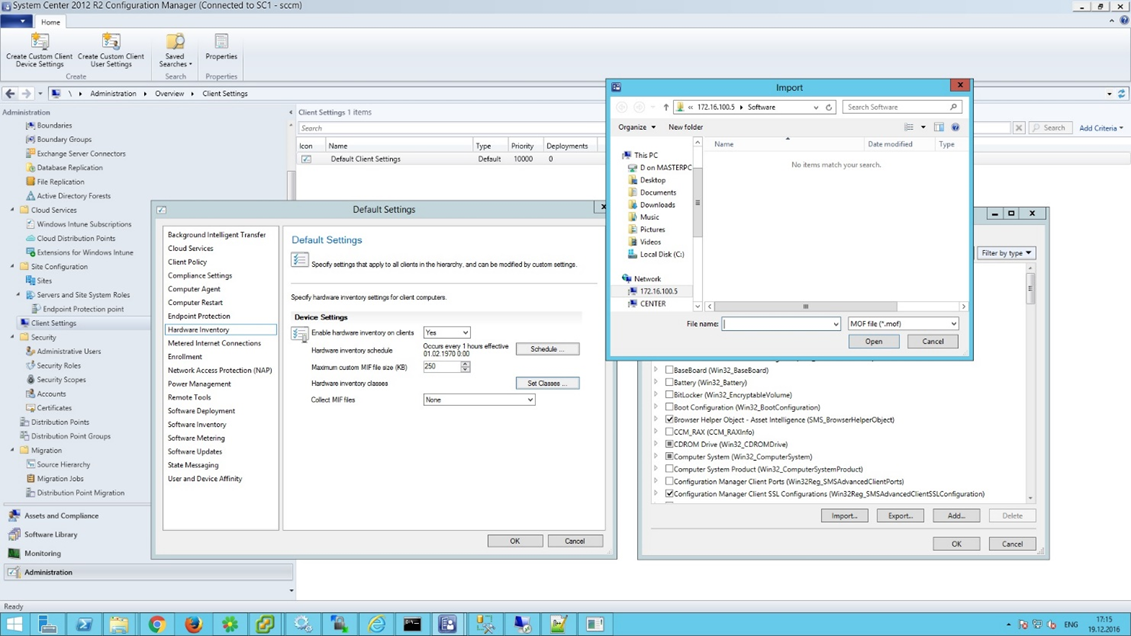 System Center 2012 R2 Configuration Manager (Connected to SC1 - sccm)
Home
Create Custom Client
Device Settings
Create Custom Client
User Settings
Saved
Searches
Properties
Create
Search
Properties
\ Administration Overview Client Settings
Administration
Boundaries
Boundary Groups
Exchange Server Connectors
Database Replication
File Replication
Active Directory Forests
Cloud Services
Windows Intune Subscriptions
Cloud Distribution Points
Extensions for Windows Intune
Site Configuration
Sites
Servers and Site System Roles
Endpoint Protection point
Client Settings
Security
Administrative Users
Security Roles
Security Scopes
Accounts
Certificates
Distribution Points
Distribution Point Groups
Migration
Source Hierarchy
Migration Jobs
Distribution Point Migration
Assets and Compliance
Software Library
Monitoring
Administration
Ready
Client Settings 1 items
Search
Search
Add Criteria
Icon Name Type Priority Deployments
Default Client Settings Default 10000 0
Default Settings
Background Intelligent Transfer
Cloud Services
Client Policy
Compliance Settings
Computer Agent
Computer Restart
Endpoint Protection
Hardware Inventory
Metered Internet Connections
Enrollment
Network Access Protection (NAP)
Power Management
Remote Tools
Software Deployment
Software Inventory
Software Metering
Software Updates
State Messaging
User and Device Affinity
Default Settings
Specify settings that apply to all clients in the hierarchy, and can be modified by custom settings.
Specify hardware inventory settings for client computers.
Device Settings
Enable hardware inventory on clients Yes
Hardware inventory schedule Occurs every 1 hours effective
01.02.1970 0:00 Schedule ...
Maximum custom MIF file size (KB) 250
Hardware inventory classes Set Classes ...
Collect MIF files None
OK Cancel
Import
« 172.16.100.5 Software
Search Software
Organize New folder
Name Date modified Type
No items match your search.
This PC
D on MASTERPC
Desktop
Documents
Downloads
Music
Pictures
Videos
Local Disk (C:)
Network
172.16.100.5
CENTER
File name: MOF file (*.mof)
Open Cancel
Filter by type
BaseBoard (Win32_BaseBoard)
Battery (Win32_Battery)
BitLocker (Win32_EncryptableVolume)
Boot Configuration (Win32_BootConfiguration)
Browser Helper Object - Asset Intelligence (SMS_BrowserHelperObject)
CCM_RAX (CCM_RAXInfo)
CDROM Drive (Win32_CDROMDrive)
Computer System (Win32_ComputerSystem)
Computer System Product (Win32_ComputerSystemProduct)
Configuration Manager Client Ports (Win32Reg_SMSAdvancedClientPorts)
Configuration Manager Client SSL Configurations (Win32Reg_SMSAdvancedClientSSLConfiguration)
Import... Export... Add... Delete
OK Cancel
ENG
17:15
19.12.2016